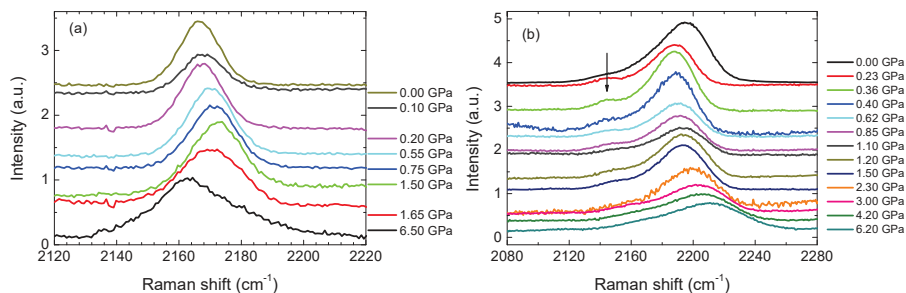 (a)
Intensity (a.u.)
3
2
1
0
2120 2140 2160 2180 2200 2220
Raman shift (cm⁻¹)
0.00 GPa
0.10 GPa
0.20 GPa
0.55 GPa
0.75 GPa
1.50 GPa
1.65 GPa
6.50 GPa
(b)
Intensity (a.u.)
5
4
3
2
1
0
2080 2120 2160 2200 2240 2280
Raman shift (cm⁻¹)
0.00 GPa
0.23 GPa
0.36 GPa
0.40 GPa
0.62 GPa
0.85 GPa
1.10 GPa
1.20 GPa
1.50 GPa
2.30 GPa
3.00 GPa
4.20 GPa
6.20 GPa